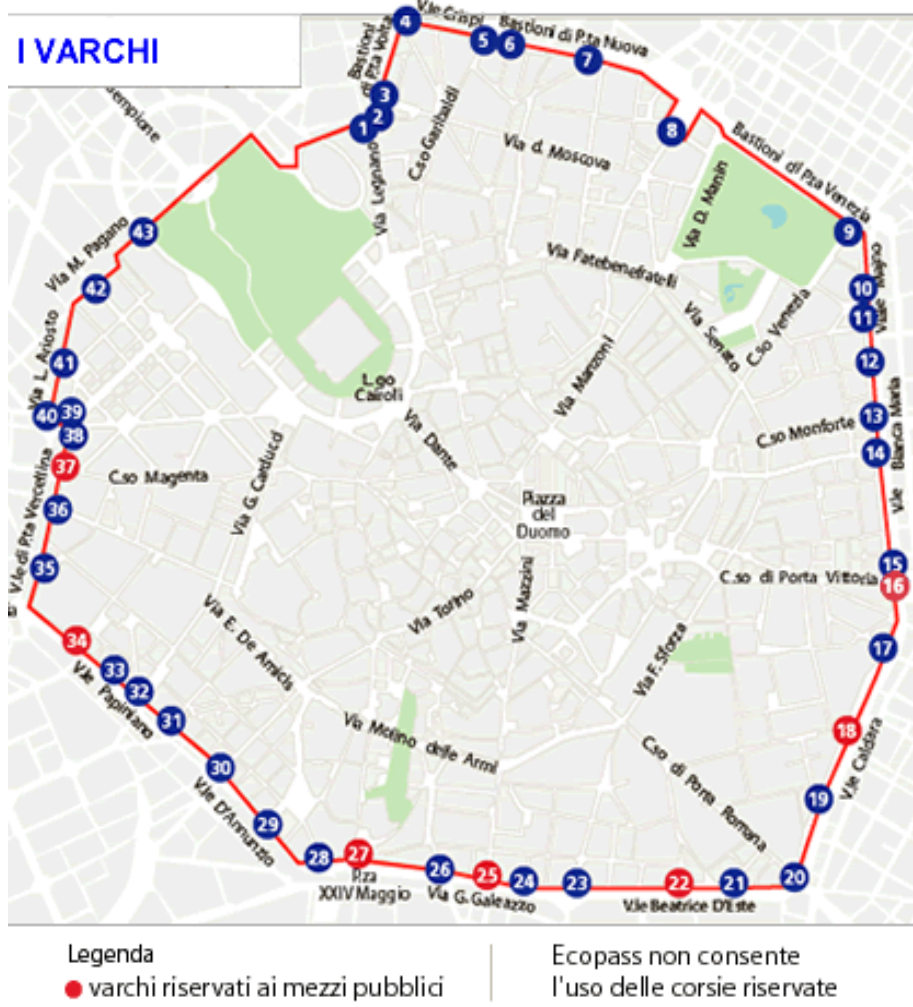 I VARCHI
V.le Crispi
Bastioni di P.ta Nuova
Bastioni
di P.ta Volta
4
5
6
7
3
2
1
8
C.so Garibaldi
Via d. Moscova
Bastioni di P.ta Venezia
Via Legnano
Via D. Manin
43
Via M. Pagano
9
Via Fatebenefratelli
42
10
Viale Majno
11
Via Senato
C.so Venezia
Via L. Ariosto
41
12
Via Manzoni
L.go
Cairoli
40
39
38
13
14
C.so Monforte
V.le Bianca Maria
Via Dante
37
C.so Magenta
Via G. Carducci
36
Piazza
del
Duomo
V.le di P.ta Vercellina
35
15
C.so di Porta Vittoria
16
Via Mazzini
Via Torino
Via E. De Amicis
34
33
32
31
V.le Papiniano
17
Via F. Sforza
18
Via Molino delle Armi
V.le Caldara
30
C.so di Porta Romana
19
V.le D'Annunzio
29
28
27
26
25
24
23
22
21
20
P.za
XXIV Maggio
Via G. Galeazzo
V.le Beatrice D'Este
Legenda
varchi riservati ai mezzi pubblici
Ecopass non consente
l'uso delle corsie riservate